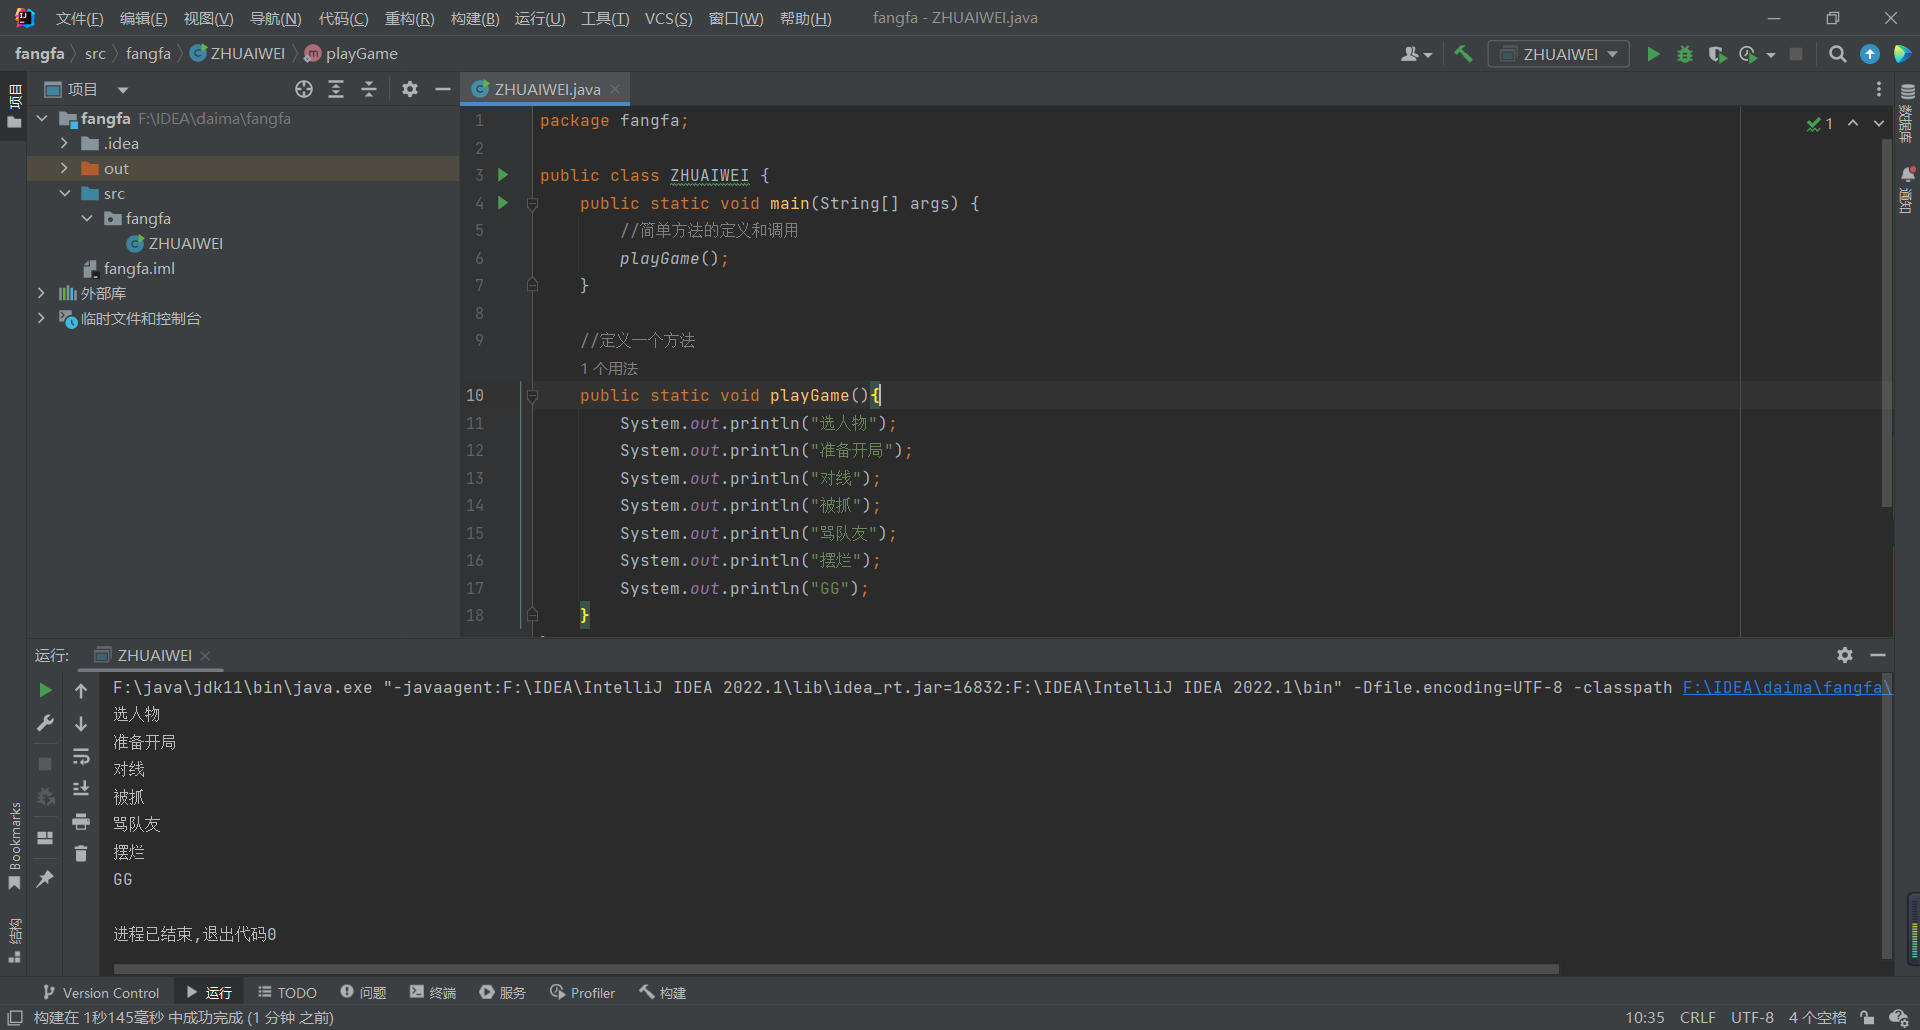 文件(F) 编辑(E) 视图(V) 导航(N) 代码(C) 重构(R) 构建(B) 运行(U) 工具(T) VCS(S) 窗口(W) 帮助(H) fangfa - ZHUAIWEI.java
fangfa src fangfa ZHUAIWEI playGame ZHUAIWEI
项目
项目
fangfa F:\IDEA\daima\fangfa
.idea
out
src
fangfa
ZHUAIWEI
fangfa.iml
外部库
临时文件和控制台
ZHUAIWEI.java
1 package fangfa;
2
3 public class ZHUAIWEI {
4 public static void main(String[] args) {
5 //简单方法的定义和调用
6 playGame();
7 }
8
9 //定义一个方法
1 个用法
10 public static void playGame(){
11 System.out.println("选人物");
12 System.out.println("准备开局");
13 System.out.println("对线");
14 System.out.println("被抓");
15 System.out.println("骂队友");
16 System.out.println("摆烂");
17 System.out.println("GG");
18 }
1
数据库
通知
运行: ZHUAIWEI
F:\java\jdk11\bin\java.exe "-javaagent:F:\IDEA\IntelliJ IDEA 2022.1\lib\idea_rt.jar=16832:F:\IDEA\IntelliJ IDEA 2022.1\bin" -Dfile.encoding=UTF-8 -classpath F:\IDEA\daima\fangfa\
选人物
准备开局
对线
被抓
骂队友
摆烂
GG
进程已结束,退出代码0
Bookmarks
结构
Version Control 运行 TODO 问题 终端 服务 Profiler 构建
构建在 1秒145毫秒 中成功完成 (1 分钟 之前) 10:35 CRLF UTF-8 4 个空格